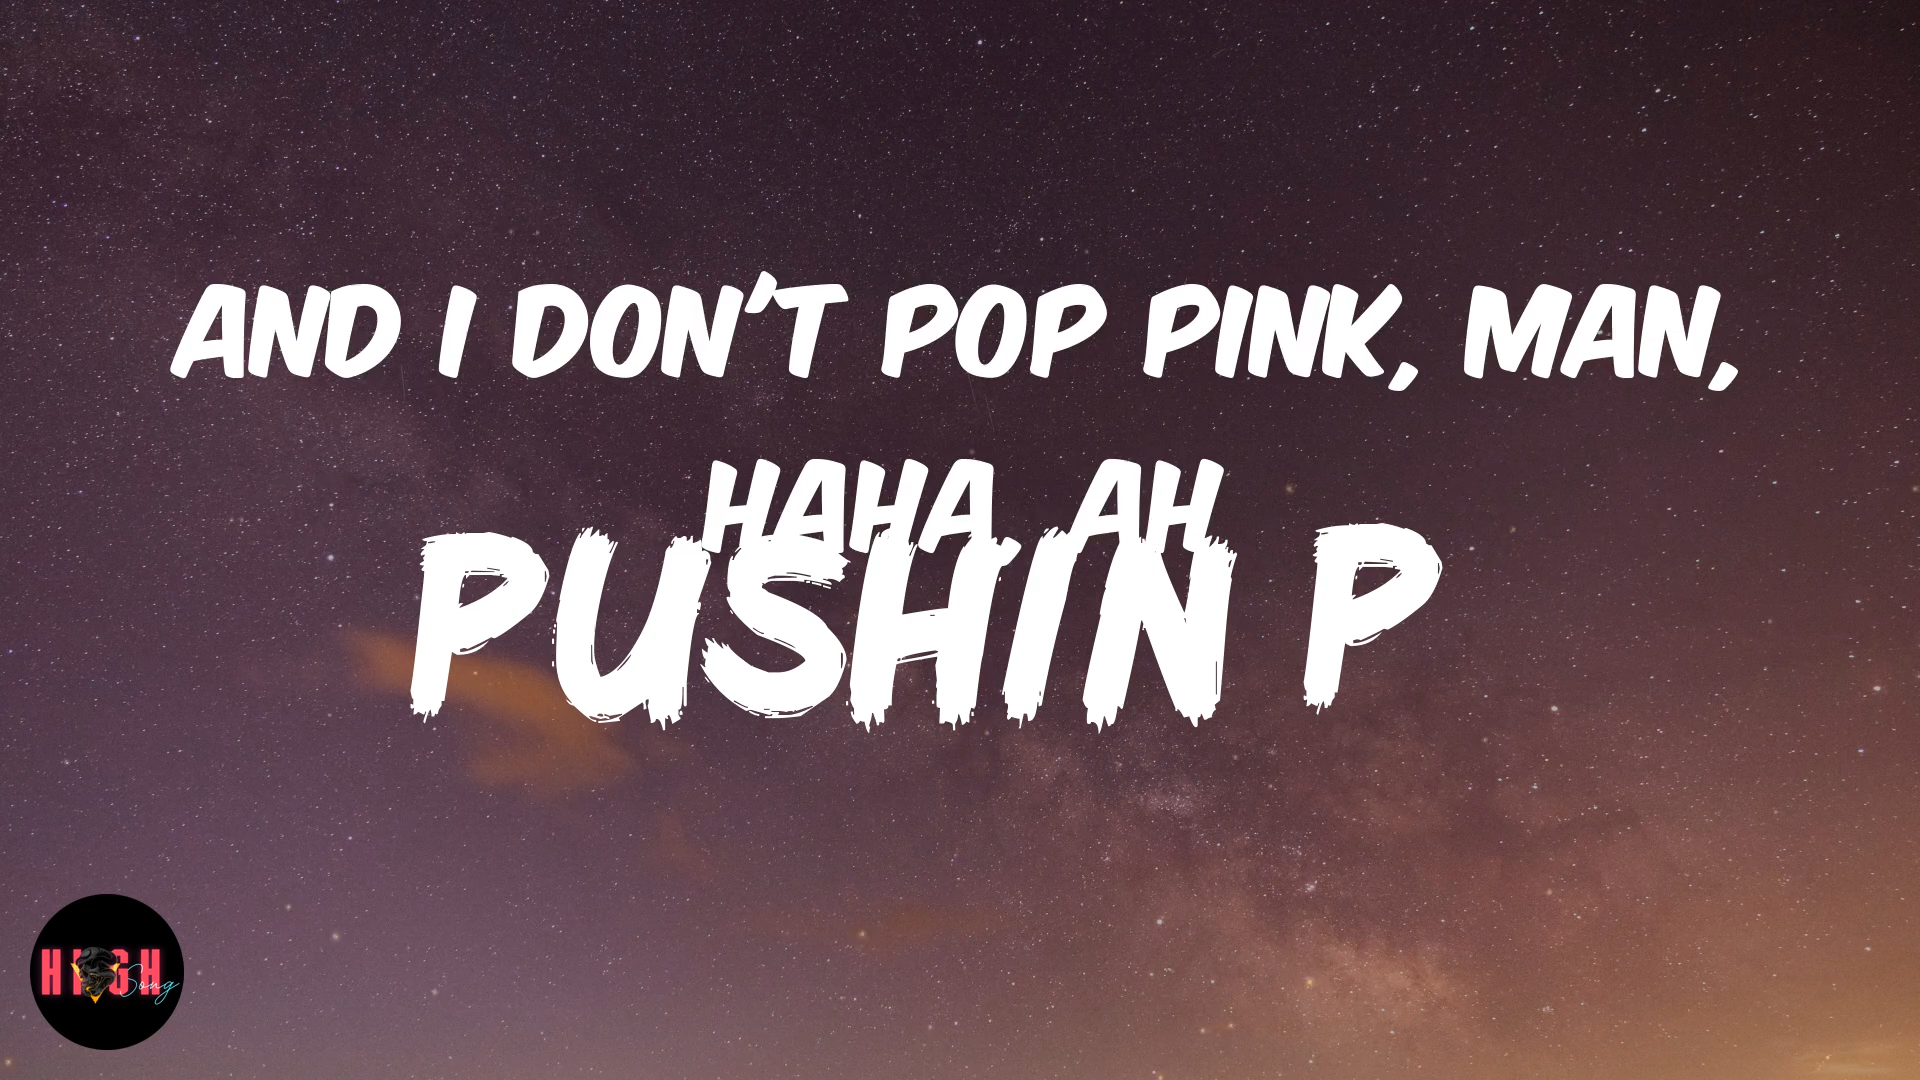 AND I DON'T POP PINK, MAN,
HAHA, AH
PUSHIN P
HIGH
Song